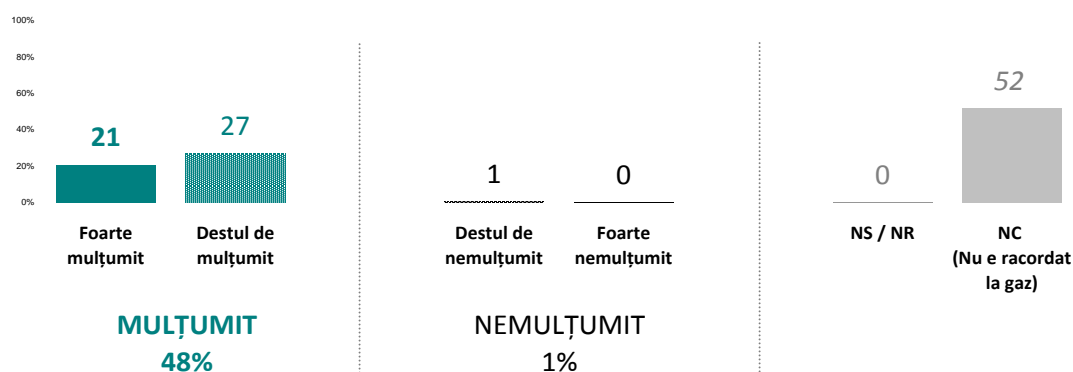 100%
80%
60%
40%
20%
0%
21
27
1
0
0
52
Foarte
mulțumit
Destul de
mulțumit
Destul de
nemulțumit
Foarte
nemulțumit
NS / NR
NC
(Nu e racordat
la gaz)
MULȚUMIT
48%
NEMULȚUMIT
1%